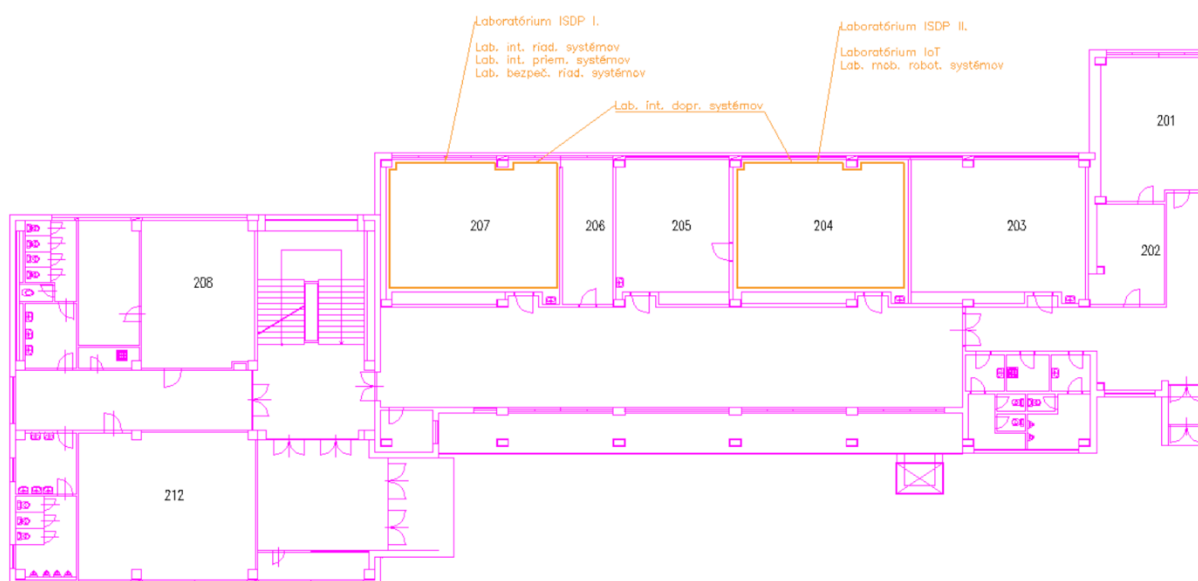 Laboratórium ISDP I.
Lab. int. riad. systémov
Lab. int. priem. systémov
Lab. bezpeč. riad. systémov
Laboratórium ISDP II.
Laboratórium IoT
Lab. mob. robot. systémov
Lab. int. dopr. systémov
201
207
206
205
204
203
202
208
212